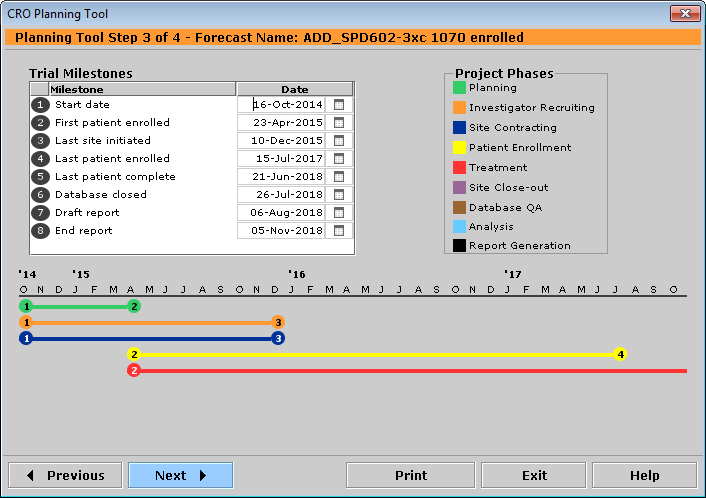 CRO Planning Tool
Planning Tool Step 3 of 4 - Forecast Name: ADD_SPD602-3xc 1070 enrolled
Trial Milestones
Milestone Date
1 Start date 16-Oct-2014
2 First patient enrolled 23-Apr-2015
3 Last site initiated 10-Dec-2015
4 Last patient enrolled 15-Jul-2017
5 Last patient complete 21-Jun-2018
6 Database closed 26-Jul-2018
7 Draft report 06-Aug-2018
8 End report 05-Nov-2018
Project Phases
Planning
Investigator Recruiting
Site Contracting
Patient Enrollment
Treatment
Site Close-out
Database QA
Analysis
Report Generation
'14 '15 '16 '17
O N D J F M A M J J A S O N D J F M A M J J A S O N D J F M A M J J A S O
1 2
1 3
1 3
2 4
2
Previous Next Print Exit Help